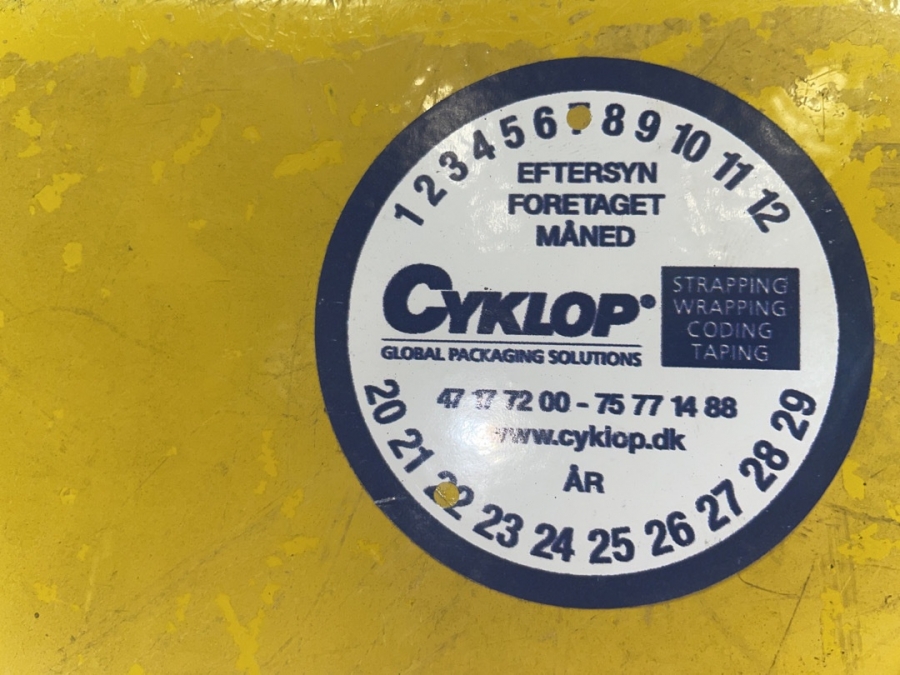 1 2 3 4 5 6 7 8 9 10 11 12
EFTERSYN
FORETAGET
MÅNED
CYKLOP®
GLOBAL PACKAGING SOLUTIONS
STRAPPING
WRAPPING
CODING
TAPING
47 17 72 00 - 75 77 14 88
www.cyklop.dk
ÅR
20 21 22 23 24 25 26 27 28 29